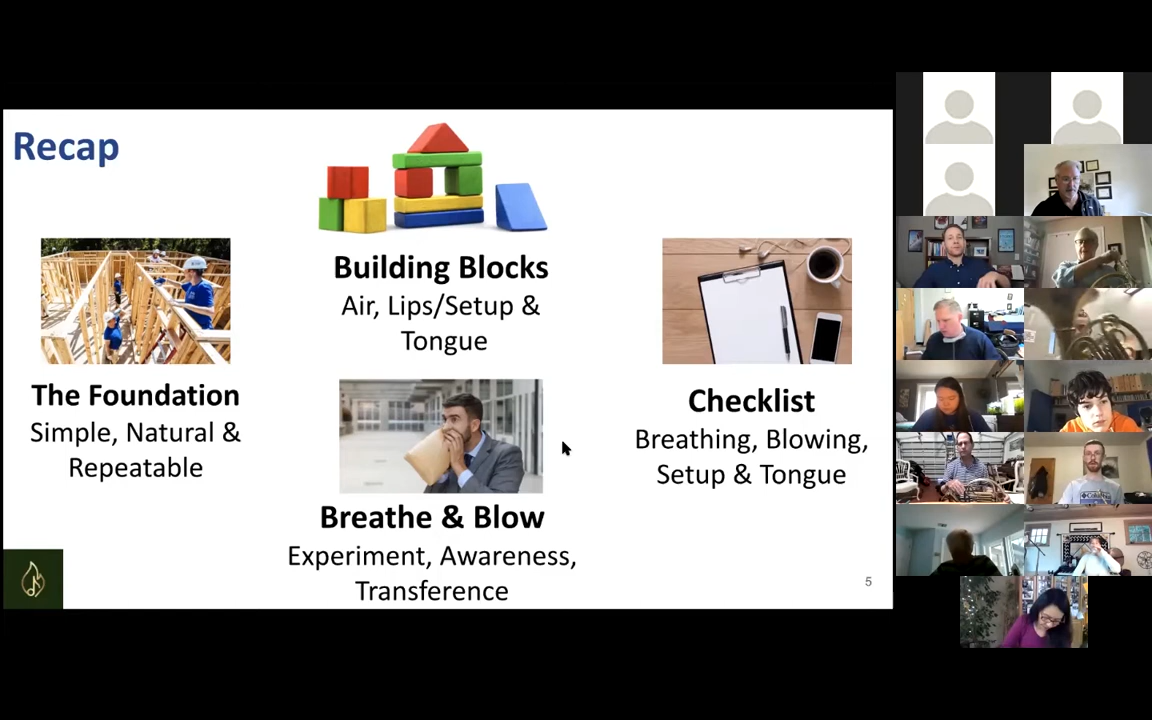 Recap
Building Blocks
Air, Lips/Setup &
Tongue
The Foundation
Simple, Natural &
Repeatable
Breathe & Blow
Experiment, Awareness,
Transference
Checklist
Breathing, Blowing,
Setup & Tongue
5